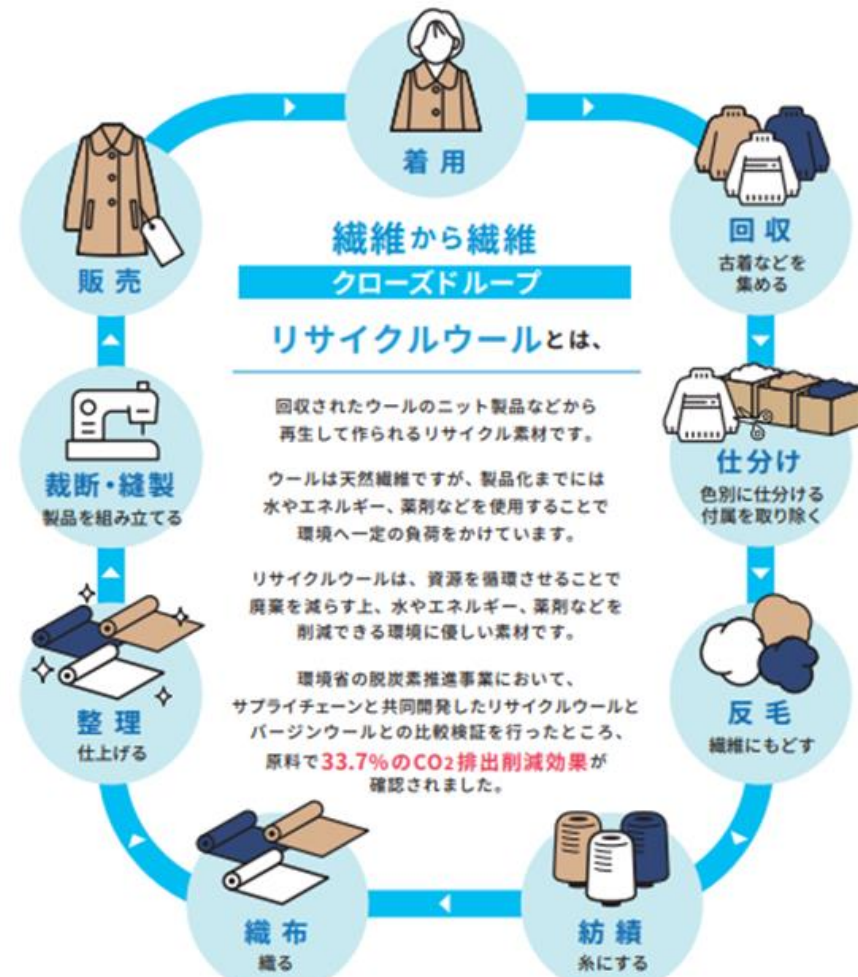 着用
回収
古着などを
集める
仕分け
色別に仕分ける
付属を取り除く
反毛
繊維にもどす
紡績
糸にする
織布
織る
整理
仕上げる
裁断・縫製
製品を組み立てる
販売
繊維から繊維
クローズドループ
リサイクルウールとは、
回収されたウールのニット製品などから
再生して作られるリサイクル素材です。
ウールは天然繊維ですが、製品化までには
水やエネルギー、薬剤などを使用することで
環境へ一定の負荷をかけています。
リサイクルウールは、資源を循環させることで
廃棄を減らす上、水やエネルギー、薬剤などを
削減できる環境に優しい素材です。
環境省の脱炭素推進事業において、
サプライチェーンと共同開発したリサイクルウールと
バージンウールとの比較検証を行ったところ、
原料で33.7%のCO2排出削減効果が
確認されました。